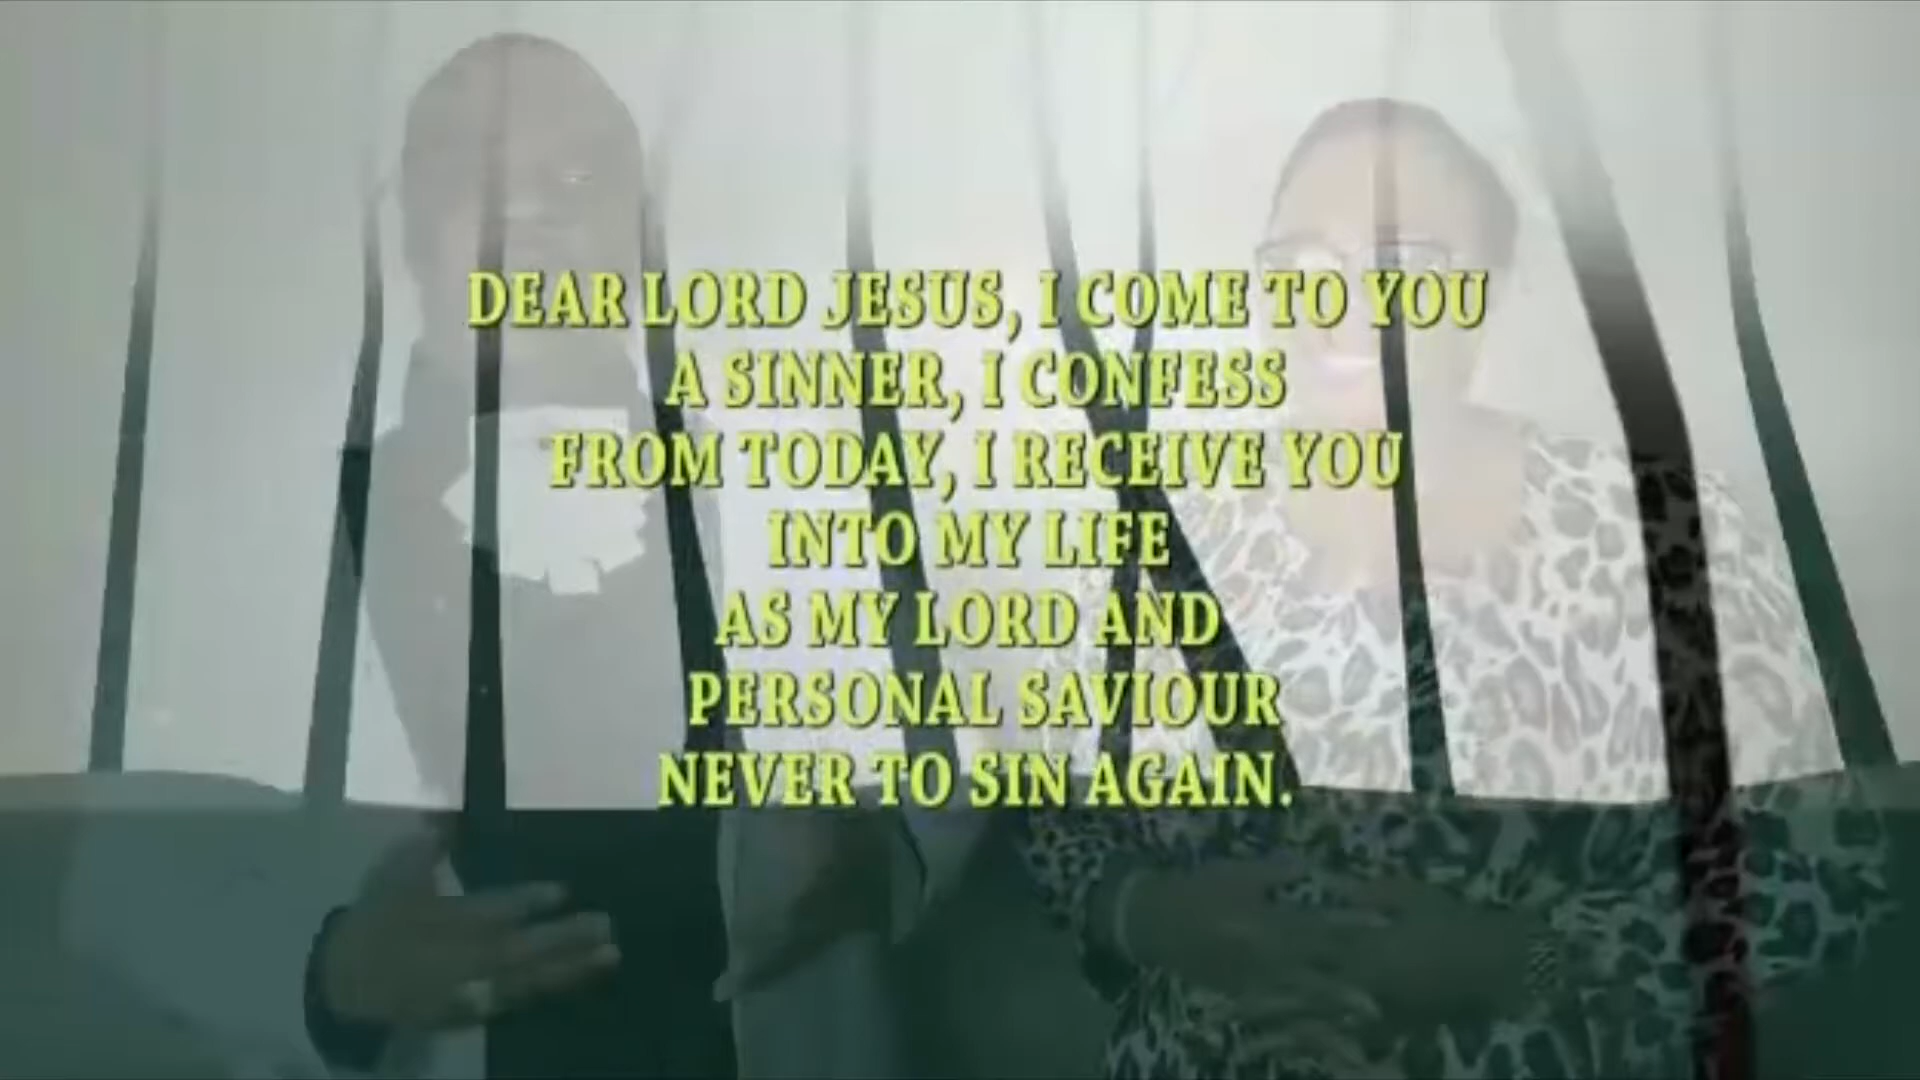 DEAR LORD JESUS, I COME TO YOU
A SINNER, I CONFESS
FROM TODAY, I RECEIVE YOU
INTO MY LIFE
AS MY LORD AND
PERSONAL SAVIOUR
NEVER TO SIN AGAIN.